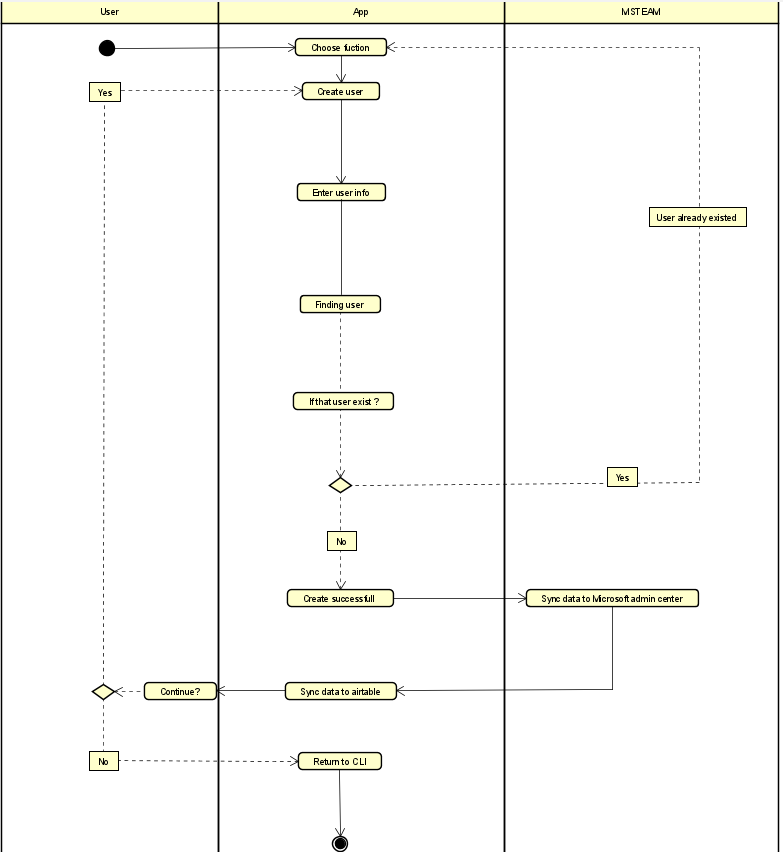 User
App
MSTEAM
Choose fuction
Yes
Create user
Enter user info
User already existed
Finding user
If that user exist ?
Yes
No
Create successfull
Sync data to Microsoft admin center
Continue?
Sync data to airtable
No
Return to CLI